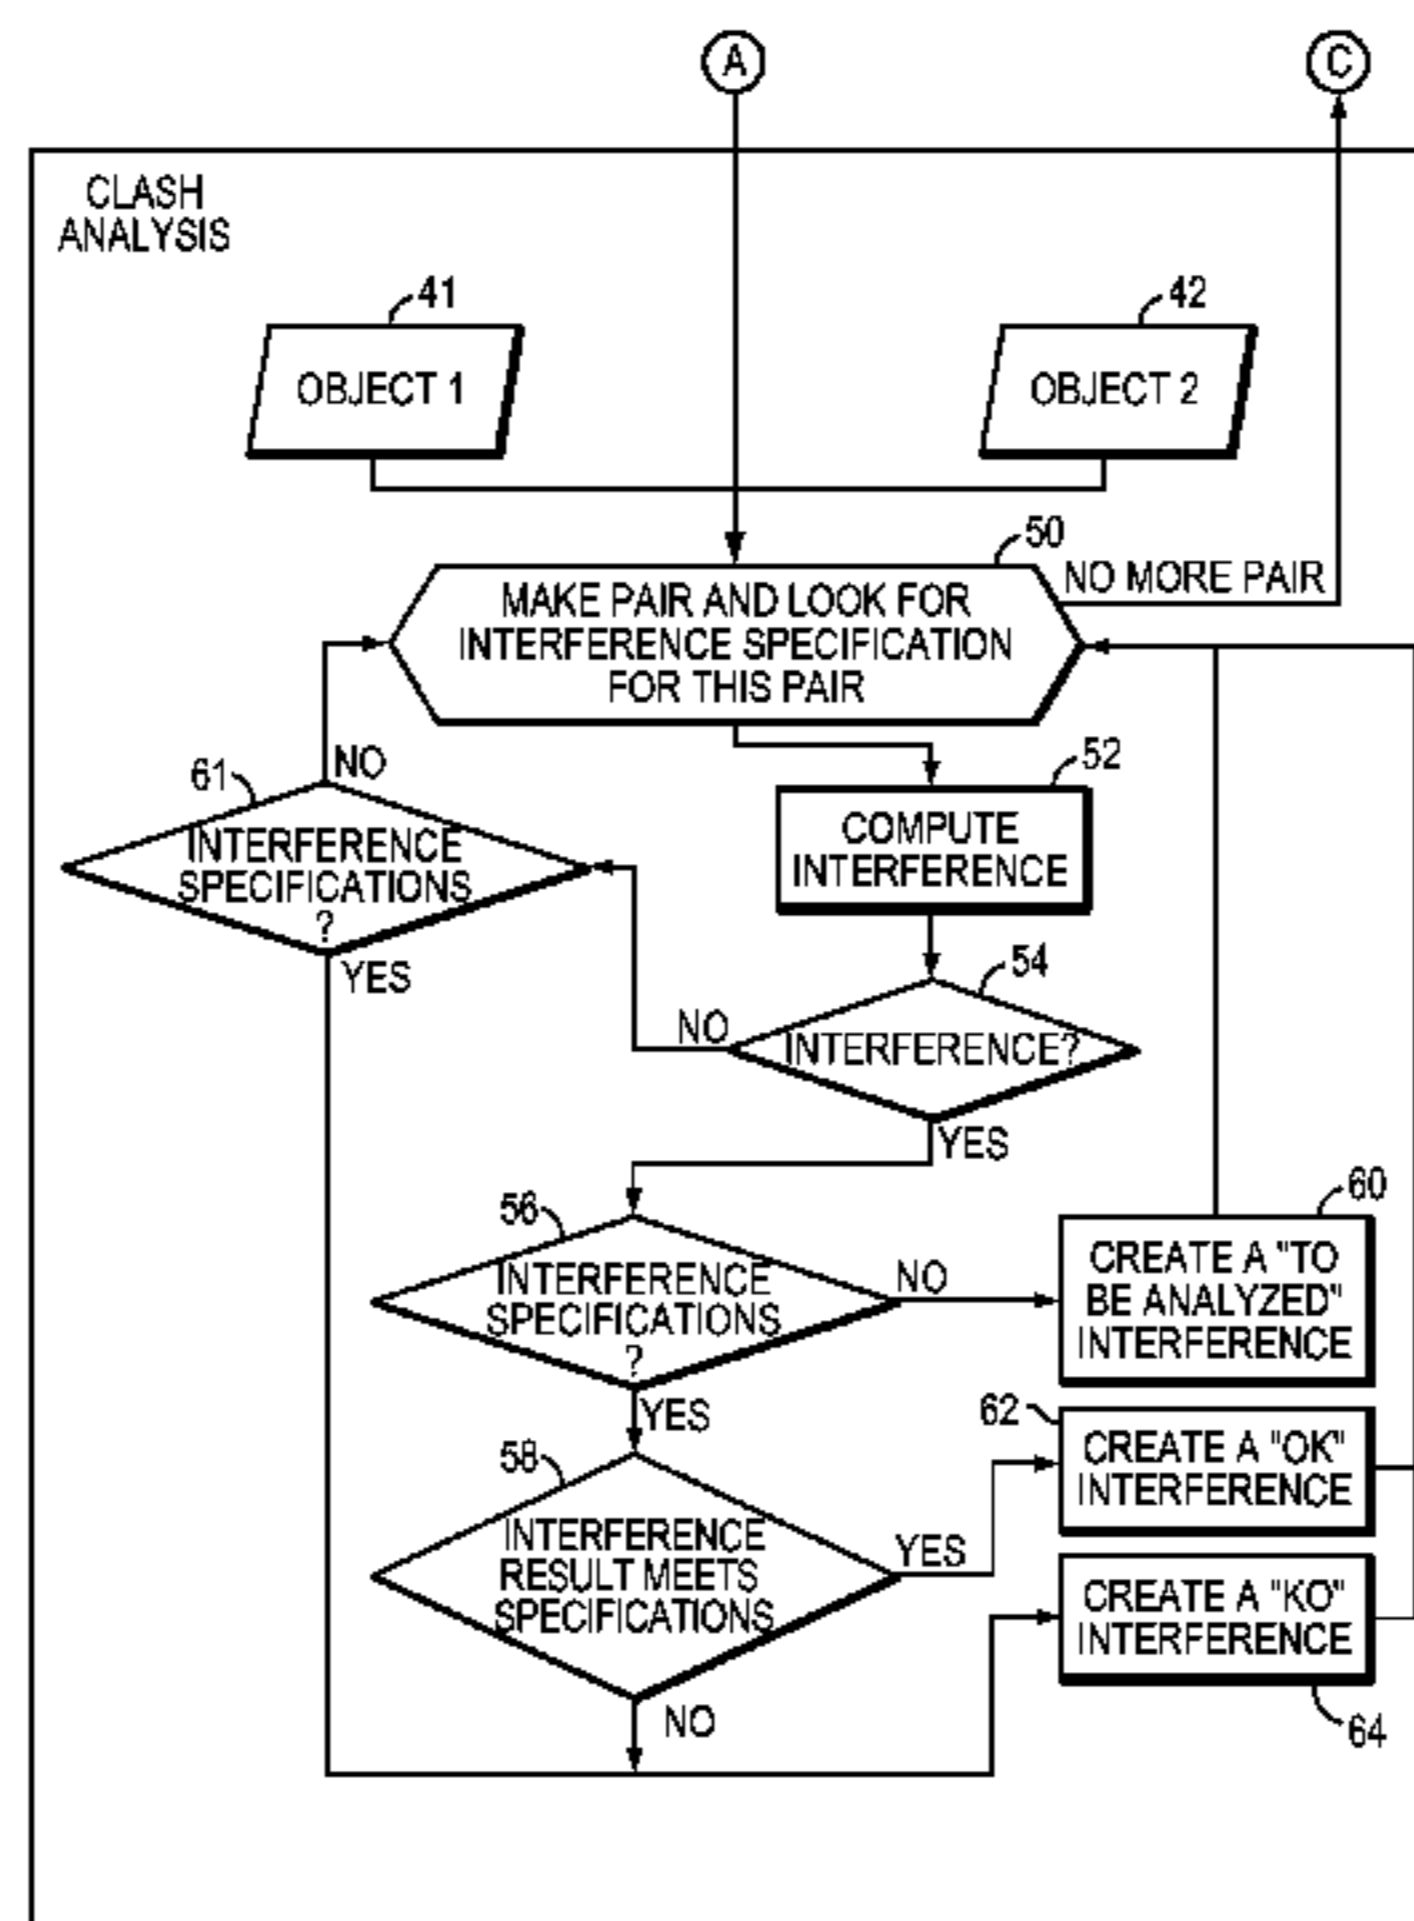 A
C
CLASH
ANALYSIS
41
42
OBJECT 1
OBJECT 2
50
NO MORE PAIR
MAKE PAIR AND LOOK FOR
INTERFERENCE SPECIFICATION
FOR THIS PAIR
61
NO
52
INTERFERENCE
SPECIFICATIONS
?
YES
COMPUTE
INTERFERENCE
54
NO
INTERFERENCE?
YES
56
INTERFERENCE
SPECIFICATIONS
?
NO
YES
60
CREATE A "TO
BE ANALYZED"
INTERFERENCE
62
CREATE A "OK"
INTERFERENCE
58
INTERFERENCE
RESULT MEETS
SPECIFICATIONS
YES
NO
CREATE A "KO"
INTERFERENCE
64